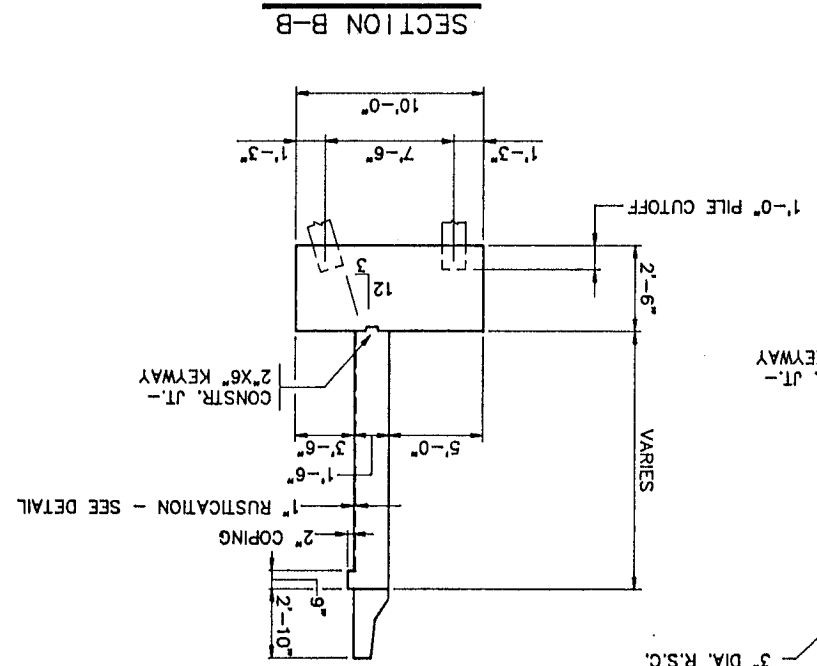 3" DIA. R.S.C.
2'-10"
9"
2" COPING
1" RUSTICATION - SEE DETAIL
1'-6"
5'-0" 3'-6"
VARIES
CONSTR. JT.-
2"X6" KEYWAY
. JT.-
EYWAY
12
3
2'-6"
1'-0" PILE CUTOFF
1'-3" 7'-6" 1'-3"
10'-0"
SECTION B-B